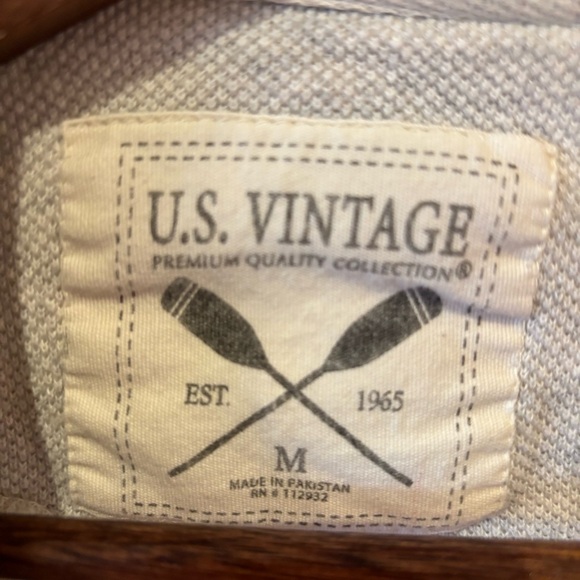 U.S. VINTAGE
PREMIUM QUALITY COLLECTION®
EST. 1965
M
MADE IN PAKISTAN
RN # 112932